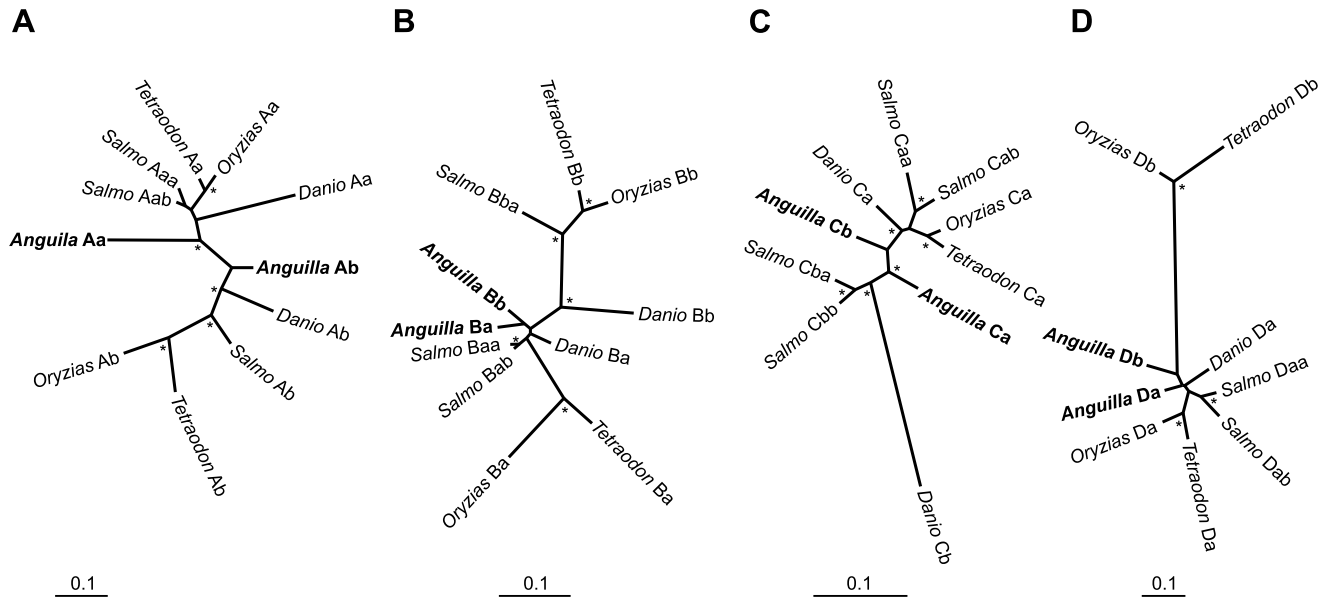 A
B
C
D
Tetraodon Aa
Oryzias Aa
Salmo Aaa
Salmo Aab
Danio Aa
Anguila Aa
*
*
Anguilla Ab
*
Danio Ab
*
Oryzias Ab
*
Salmo Ab
Tetraodon Ab
0.1
Tetraodon Bb
Oryzias Bb
*
Salmo Bba
*
Anguilla Bb
*
Danio Bb
Anguilla Ba
Salmo Baa
*
Danio Ba
Salmo Bab
*
Oryzias Ba
Tetraodon Ba
0.1
Salmo Caa
Salmo Cab
*
Danio Ca
Oryzias Ca
*
*
Tetraodon Ca
Anguilla Cb
*
Anguilla Ca
Salmo Cba
*
*
Salmo Cbb
Danio Cb
0.1
Oryzias Db
Tetraodon Db
*
Anguilla Db
Danio Da
Anguilla Da
Salmo Daa
*
Oryzias Da
*
Salmo Dab
Tetraodon Da
0.1